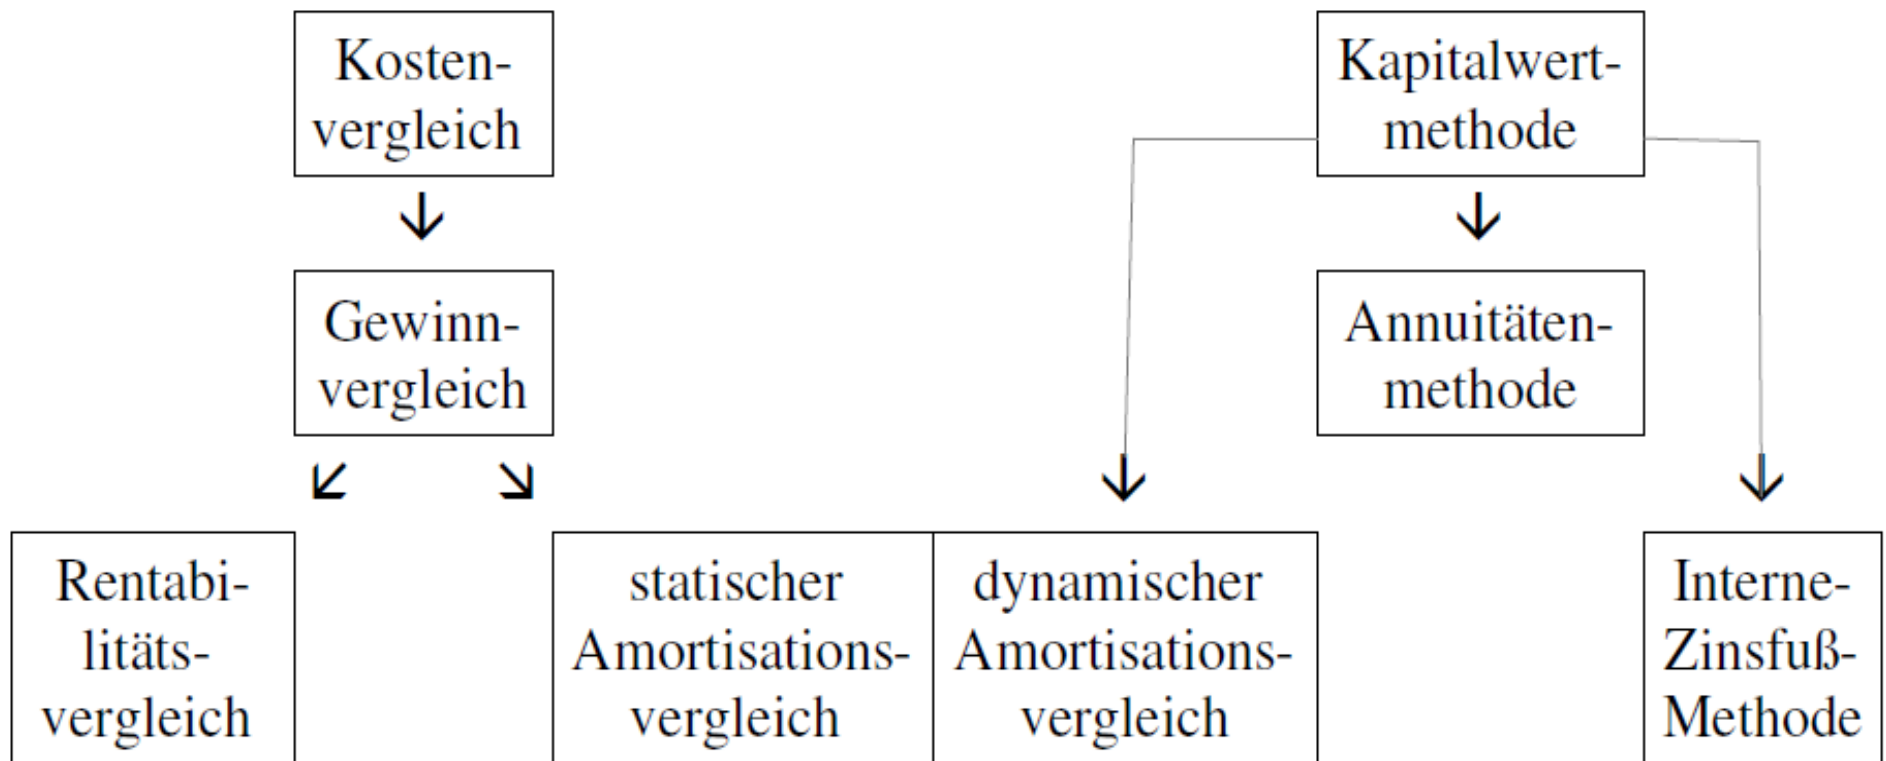 Kosten-
vergleich
Kapitalwert-
methode
Gewinn-
vergleich
Annuitäten-
methode
Rentabi-
litäts-
vergleich
statischer
Amortisations-
vergleich
dynamischer
Amortisations-
vergleich
Interne-
Zinsfuß-
Methode